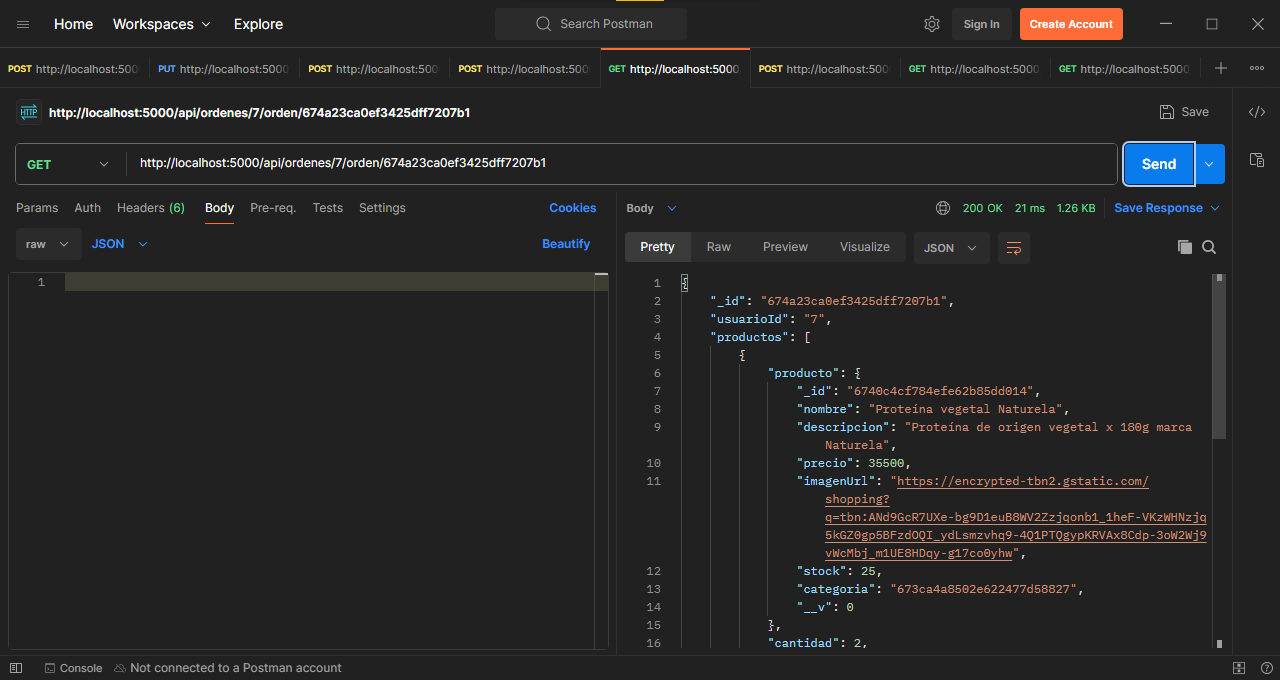 Home Workspaces Explore Search Postman Sign In Create Account
POST http://localhost:500 PUT http://localhost:5000 POST http://localhost:500 POST http://localhost:500 GET http://localhost:5000 POST http://localhost:500 GET http://localhost:5000 GET http://localhost:5000
HTTP http://localhost:5000/api/ordenes/7/orden/674a23ca0ef3425dff7207b1 Save
GET http://localhost:5000/api/ordenes/7/orden/674a23ca0ef3425dff7207b1 Send
Params Auth Headers (6) Body Pre-req. Tests Settings Cookies
raw JSON Beautify
1
Body 200 OK 21 ms 1.26 KB Save Response
Pretty Raw Preview Visualize JSON
1 {
2 "_id": "674a23ca0ef3425dff7207b1",
3 "usuarioId": "7",
4 "productos": [
5 {
6 "producto": {
7 "_id": "6740c4cf784efe62b85dd014",
8 "nombre": "Proteína vegetal Naturela",
9 "descripcion": "Proteína de origen vegetal x 180g marca
Naturela",
10 "precio": 35500,
11 "imagenUrl": "https://encrypted-tbn2.gstatic.com/
shopping?
q=tbn:ANd9GcR7UXe-bg9D1euB8WV2Zzjqonb1_1heF-VKzWHNzjq
5kGZ0gp5BFzdOQI_ydLsmzvhq9-4Q1PTQgypKRVAx8Cdp-3oW2Wj9
vWcMbj_m1UE8HDqy-g17co0yhw",
12 "stock": 25,
13 "categoria": "673ca4a8502e622477d58827",
14 "__v": 0
15 },
16 "cantidad": 2,
Console Not connected to a Postman account